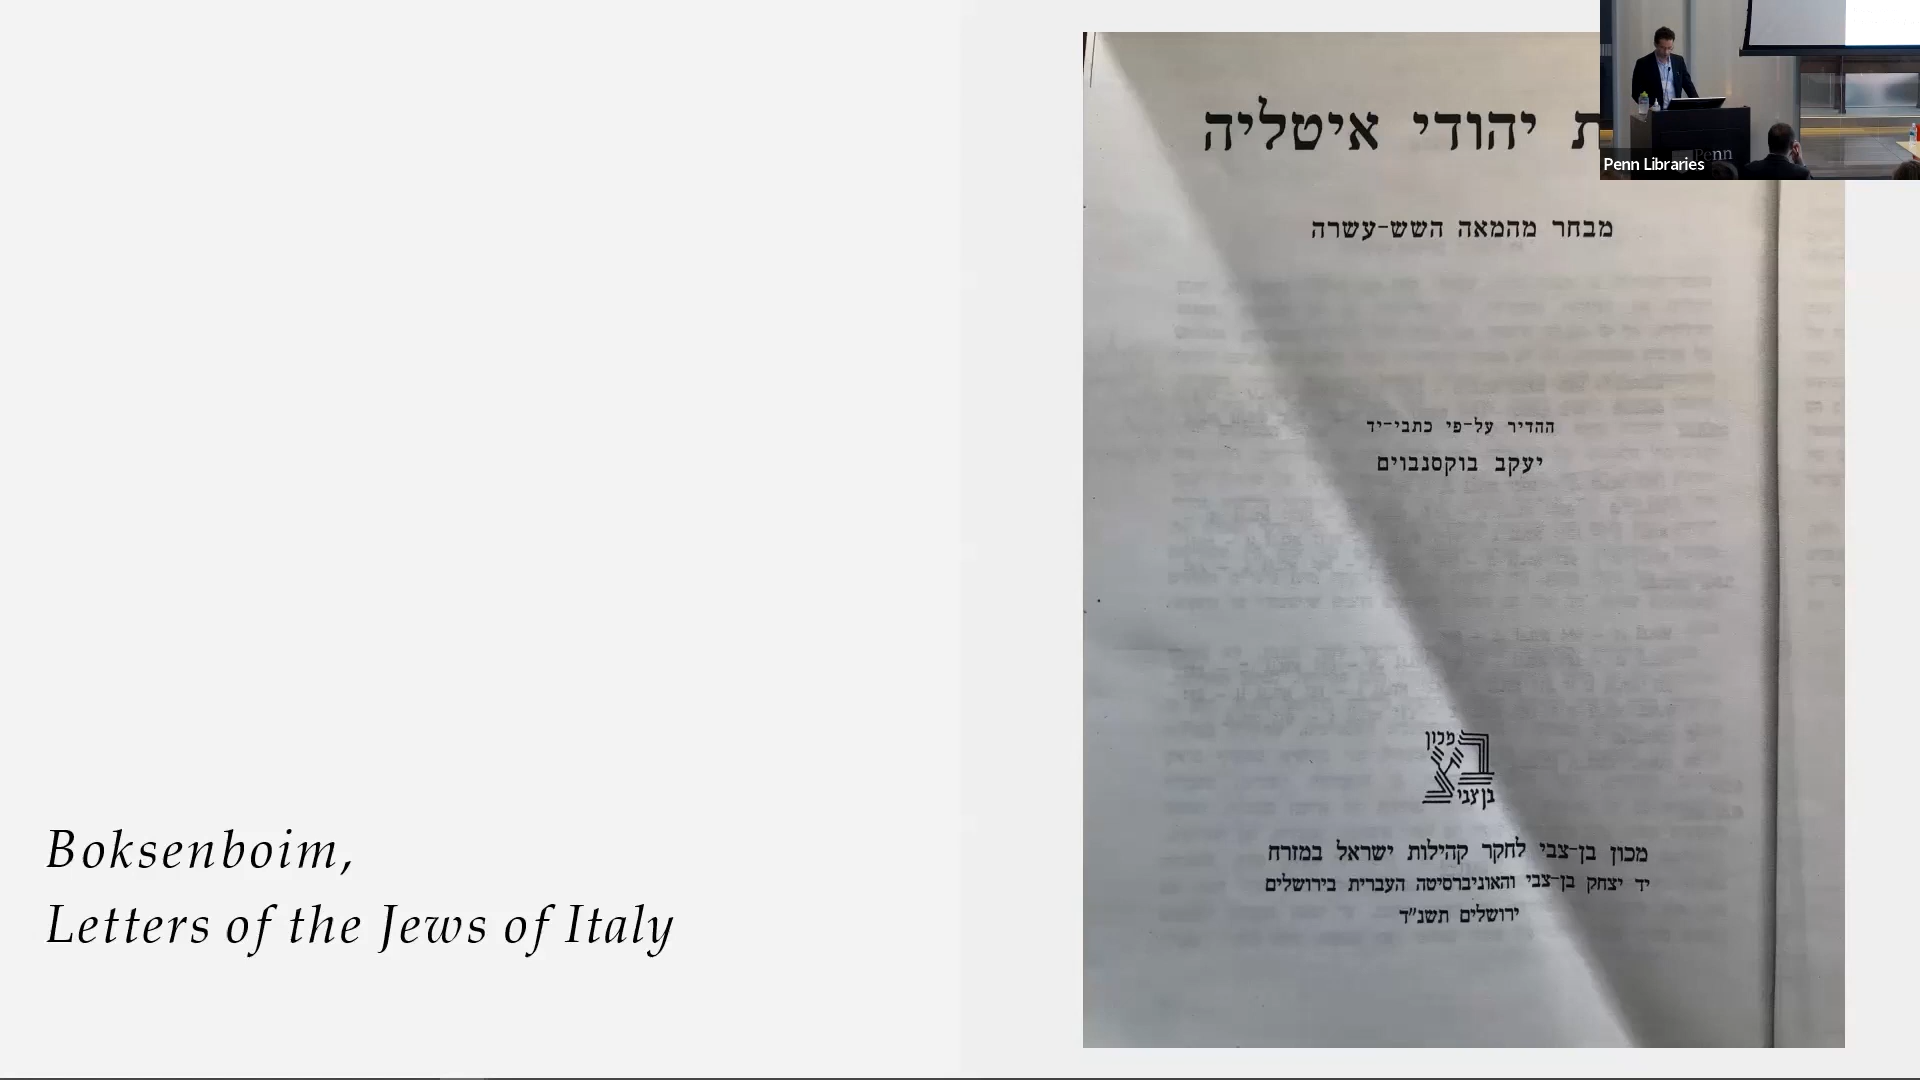 ת יהודי איטליה
מבחר מהמאה השש-עשרה
ההדיר על-פי כתבי-יד
יעקב בוקסנבוים
מכון
בן צבי
מכון בן-צבי לחקר קהילות ישראל במזרח
יד יצחק בן-צבי והאוניברסיטה העברית בירושלים
ירושלים תשנ"ד
Boksenboim,
Letters of the Jews of Italy
Penn
Penn Libraries